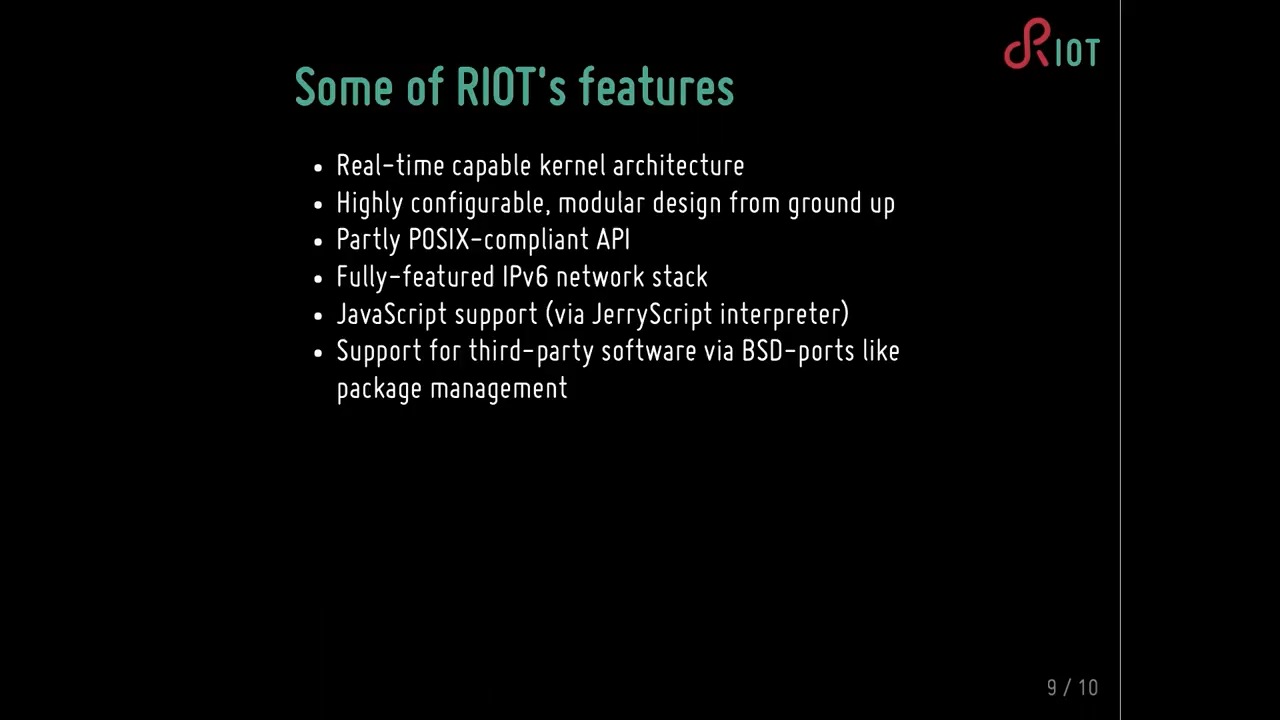 RIOT
Some of RIOT's features
• Real-time capable kernel architecture
• Highly configurable, modular design from ground up
• Partly POSIX-compliant API
• Fully-featured IPv6 network stack
• JavaScript support (via JerryScript interpreter)
• Support for third-party software via BSD-ports like
package management
9 / 10